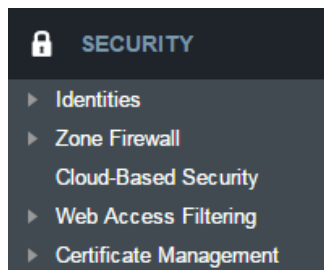 SECURITY
Identities
Zone Firewall
Cloud-Based Security
Web Access Filtering
Certificate Management